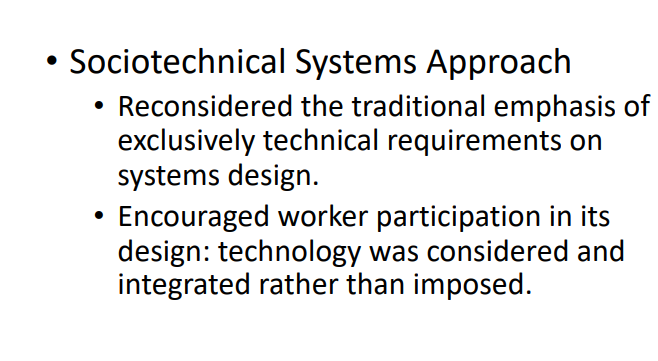 • Sociotechnical Systems Approach
• Reconsidered the traditional emphasis of
exclusively technical requirements on
systems design.
• Encouraged worker participation in its
design: technology was considered and
integrated rather than imposed.